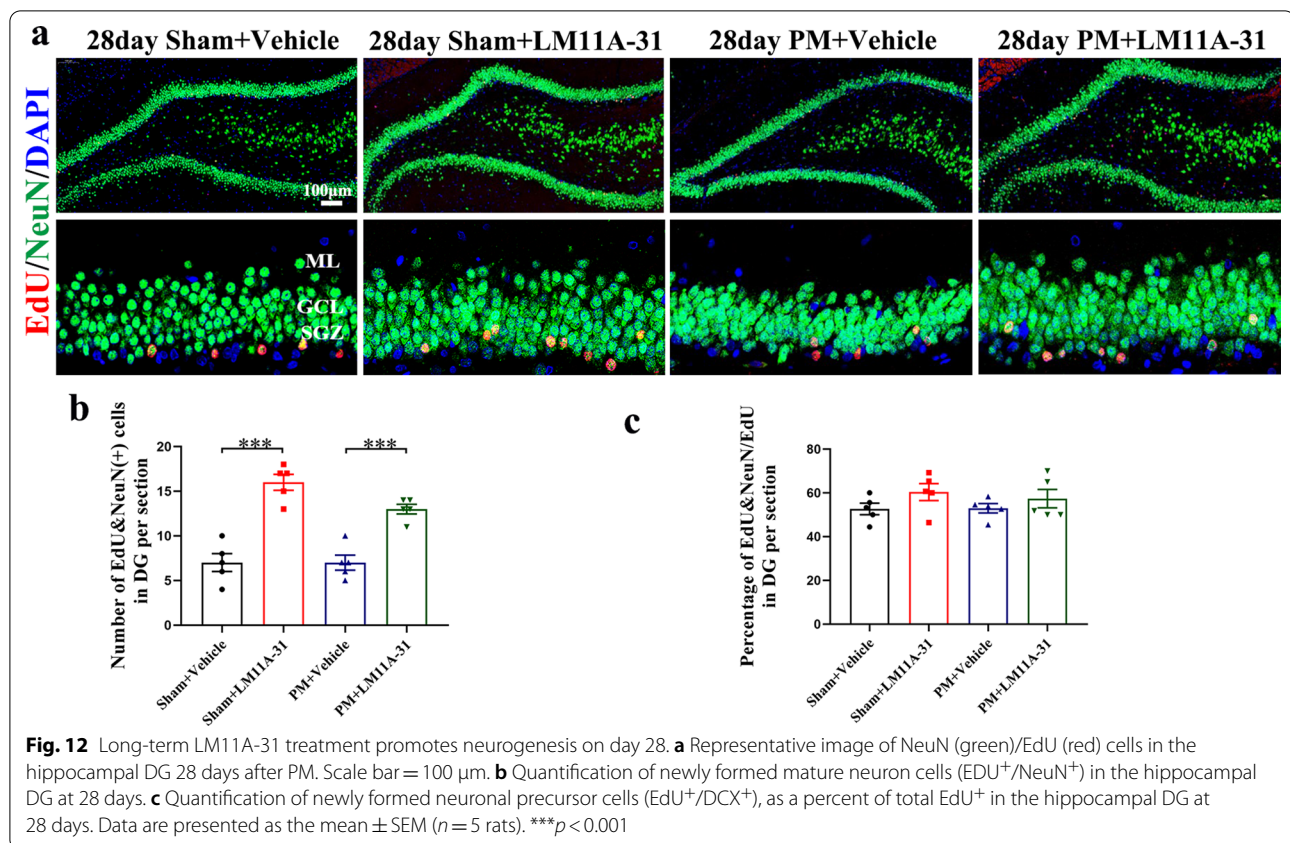 a
28day Sham+Vehicle 28day Sham+LM11A-31 28day PM+Vehicle 28day PM+LM11A-31
EdU/NeuN/DAPI
100μm
ML
GCL
SGZ
b
Number of EdU&NeuN(+) cells
in DG per section
20
15
10
5
0
***
***
Sham+Vehicle
Sham+LM11A-31
PM+Vehicle
PM+LM11A-31
c
Percentage of EdU&NeuN/EdU
in DG per section
80
60
40
20
0
Sham+Vehicle
Sham+LM11A-31
PM+Vehicle
PM+LM11A-31
Fig. 12 Long-term LM11A-31 treatment promotes neurogenesis on day 28. a Representative image of NeuN (green)/EdU (red) cells in the
hippocampal DG 28 days after PM. Scale bar = 100 μm. b Quantification of newly formed mature neuron cells (EDU⁺/NeuN⁺) in the hippocampal
DG at 28 days. c Quantification of newly formed neuronal precursor cells (EdU⁺/DCX⁺), as a percent of total EdU⁺ in the hippocampal DG at
28 days. Data are presented as the mean ± SEM (n = 5 rats). ***p < 0.001